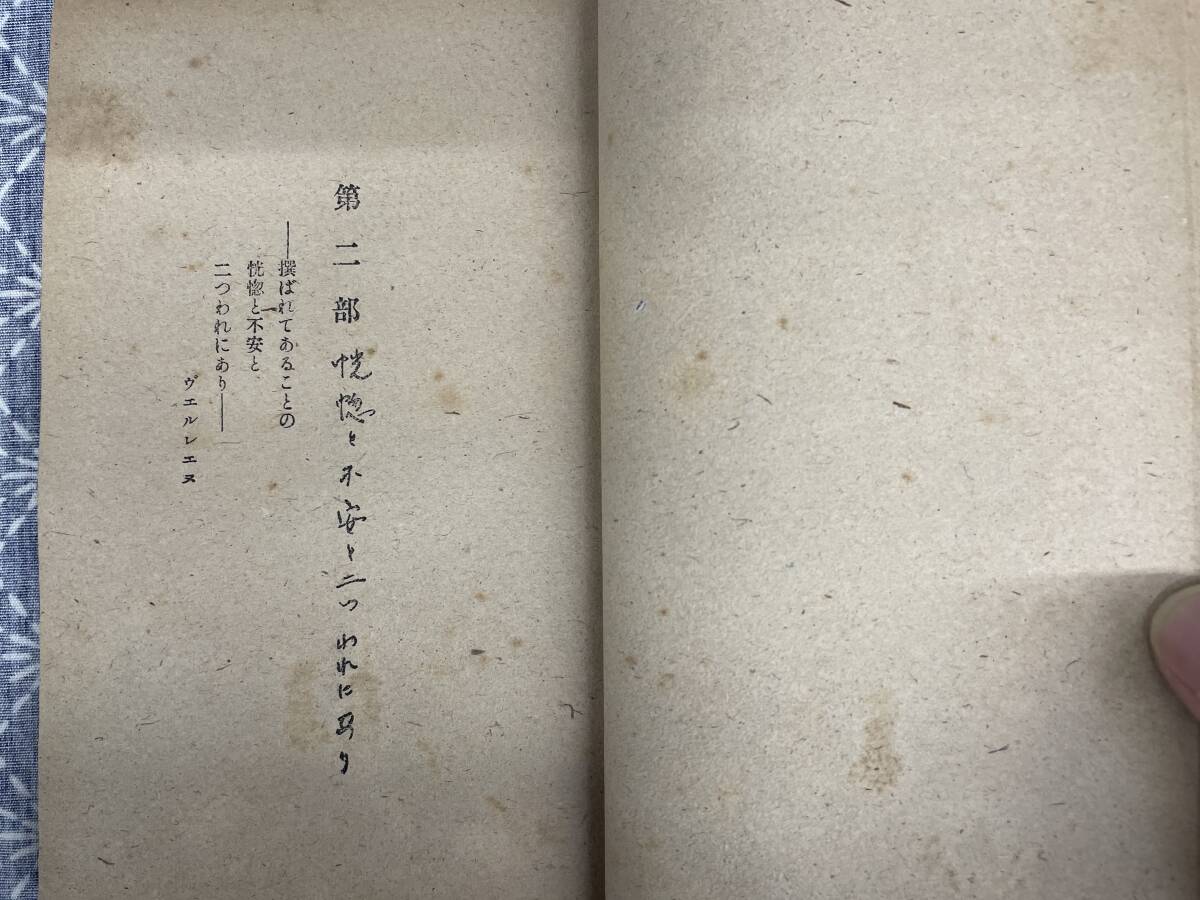 第二部 恍惚と不安と二つわれにあり
――撰ばれてあることの
恍惚と不安と
二つわれにあり――
ヴエルレエヌ